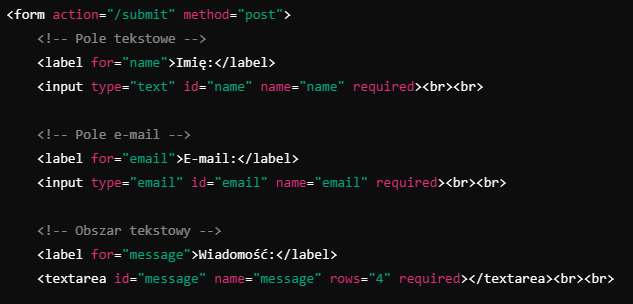 <form action="/submit" method="post">
<!-- Pole tekstowe -->
<label for="name">Imię:</label>
<input type="text" id="name" name="name" required><br><br>
<!-- Pole e-mail -->
<label for="email">E-mail:</label>
<input type="email" id="email" name="email" required><br><br>
<!-- Obszar tekstowy -->
<label for="message">Wiadomość:</label>
<textarea id="message" name="message" rows="4" required></textarea><br><br>